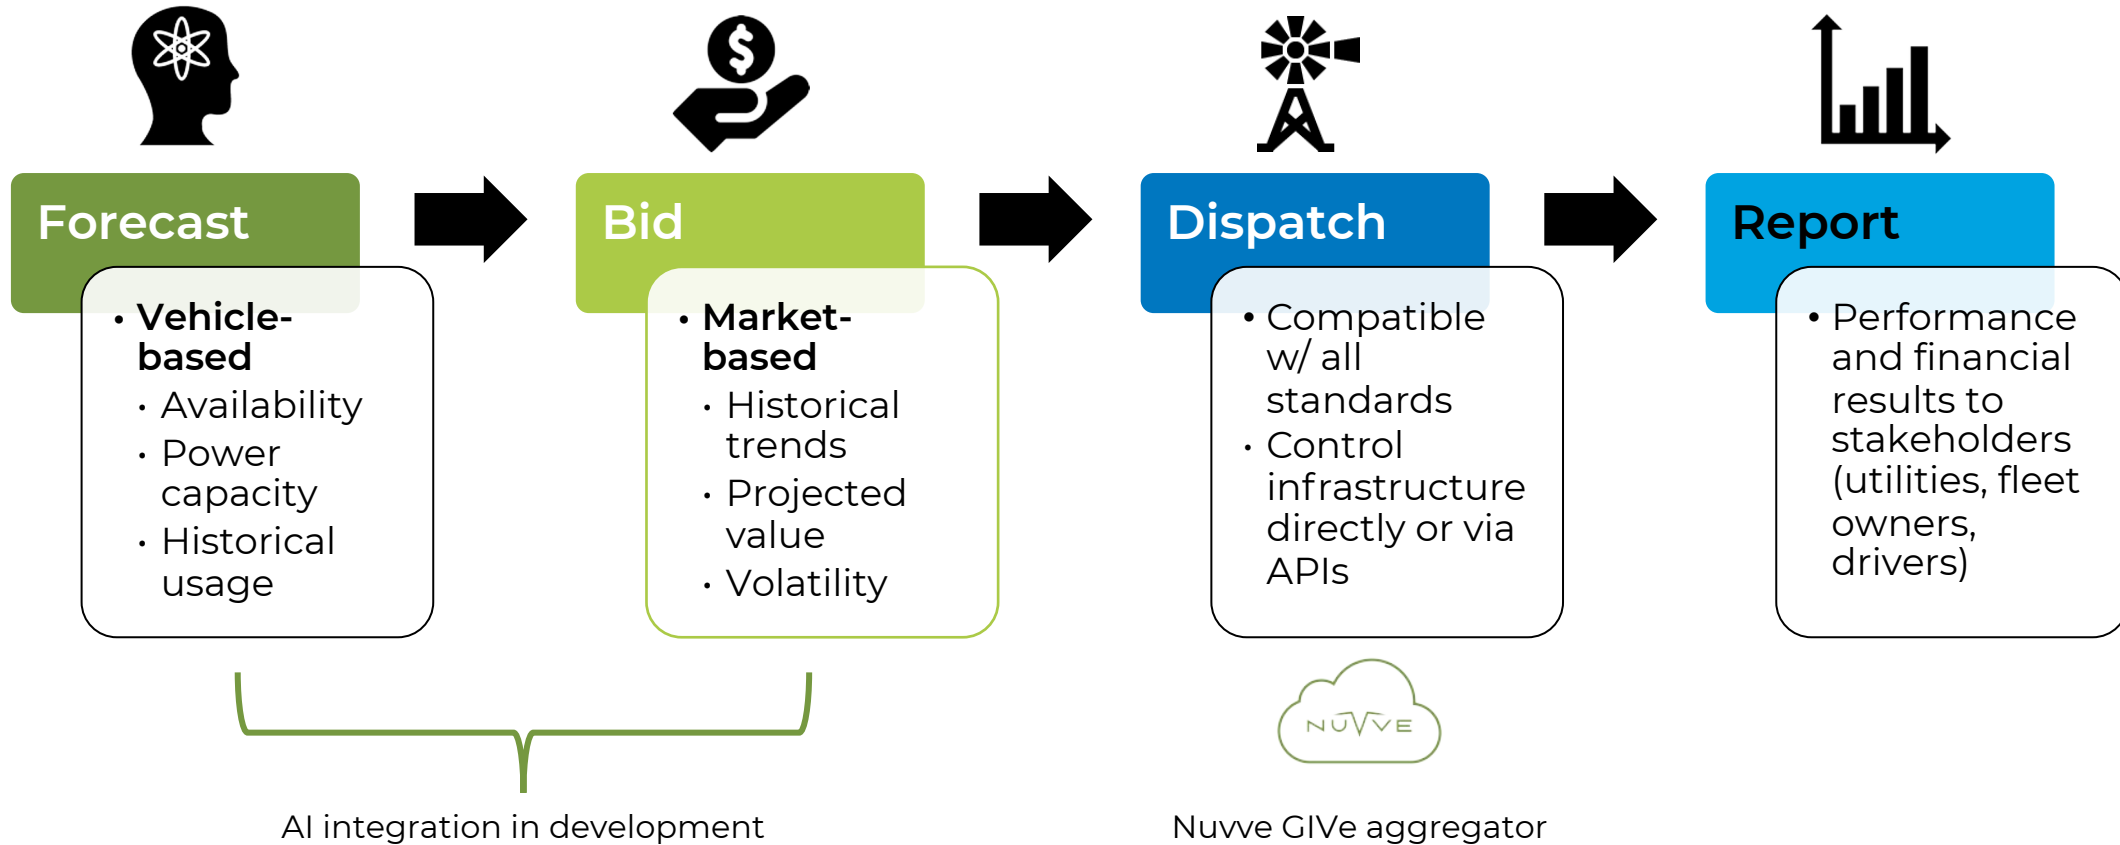 Forecast
• Vehicle-
based
• Availability
• Power
capacity
• Historical
usage
Bid
• Market-
based
• Historical
trends
• Projected
value
• Volatility
Dispatch
• Compatible
w/ all
standards
• Control
infrastructure
directly or via
APIs
Report
• Performance
and financial
results to
stakeholders
(utilities, fleet
owners,
drivers)
AI integration in development
NUVVE
Nuvve GIVe aggregator